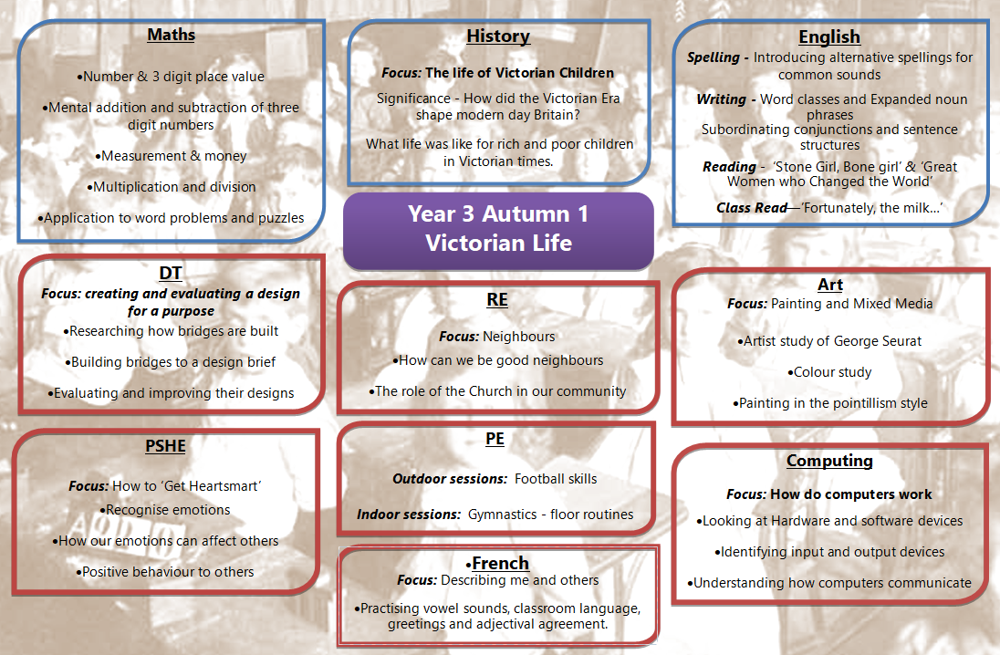 Maths
•Number & 3 digit place value
•Mental addition and subtraction of three
digit numbers
•Measurement & money
•Multiplication and division
•Application to word problems and puzzles
History
Focus: The life of Victorian Children
Significance - How did the Victorian Era
shape modern day Britain?
What life was like for rich and poor children
in Victorian times.
English
Spelling - Introducing alternative spellings for
common sounds
Writing - Word classes and Expanded noun
phrases
Subordinating conjunctions and sentence
structures
Reading - ‘Stone Girl, Bone girl’ & ‘Great
Women who Changed the World’
Class Read—‘Fortunately, the milk...’
Year 3 Autumn 1
Victorian Life
DT
Focus: creating and evaluating a design
for a purpose
•Researching how bridges are built
•Building bridges to a design brief
•Evaluating and improving their designs
RE
Focus: Neighbours
•How can we be good neighbours
•The role of the Church in our community
Art
Focus: Painting and Mixed Media
•Artist study of George Seurat
•Colour study
•Painting in the pointillism style
PSHE
Focus: How to ‘Get Heartsmart’
•Recognise emotions
•How our emotions can affect others
•Positive behaviour to others
PE
Outdoor sessions: Football skills
Indoor sessions: Gymnastics - floor routines
Computing
Focus: How do computers work
•Looking at Hardware and software devices
•Identifying input and output devices
•Understanding how computers communicate
•French
Focus: Describing me and others
•Practising vowel sounds, classroom language,
greetings and adjectival agreement.